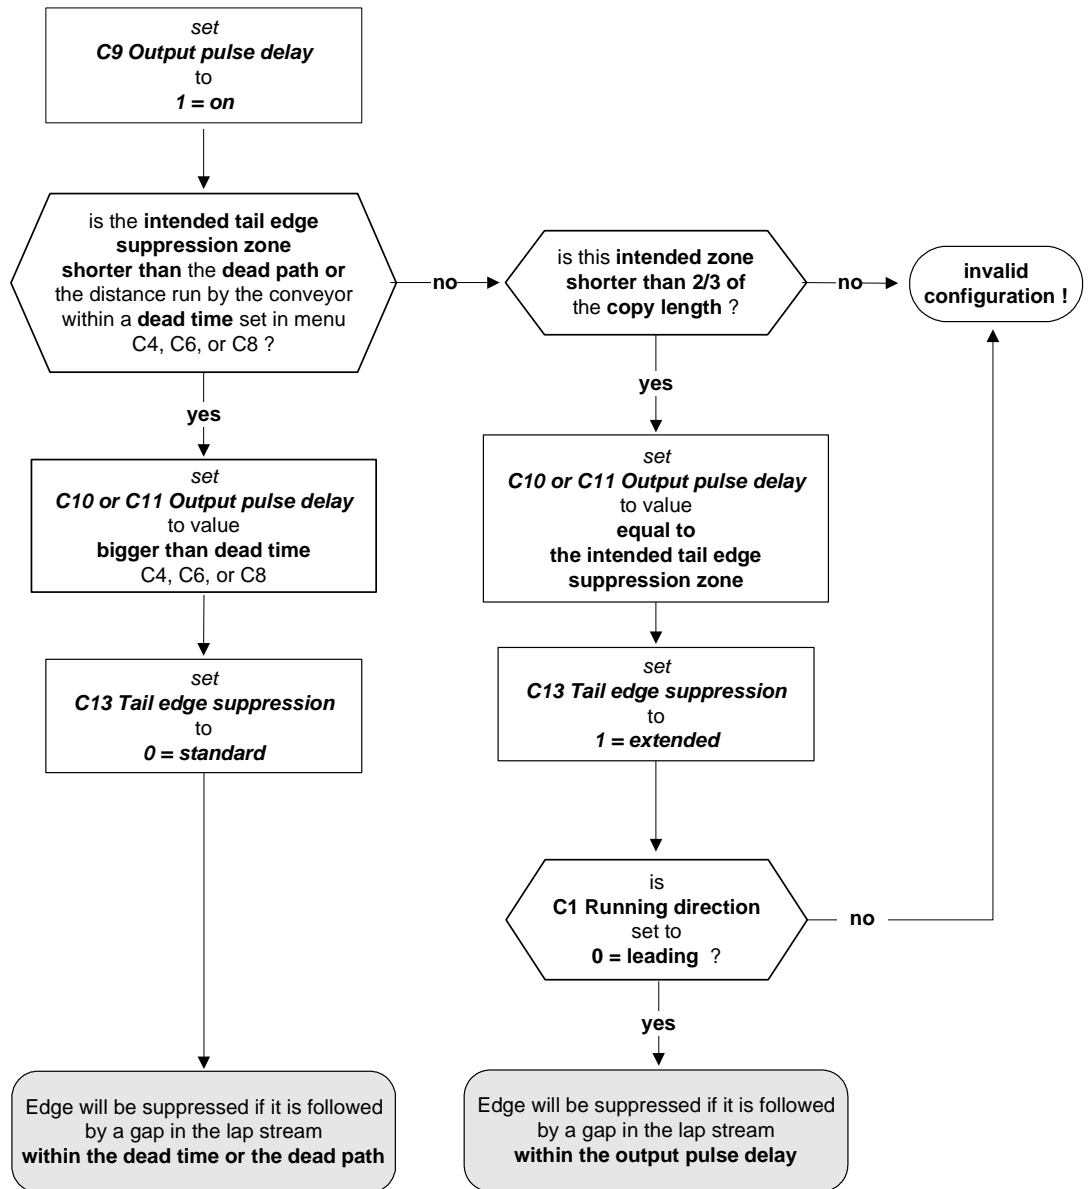 set
C9 Output pulse delay
to
1 = on
is the intended tail edge
suppression zone
shorter than the dead path or
the distance run by the conveyor
within a dead time set in menu
C4, C6, or C8 ?
no
is this intended zone
shorter than 2/3 of
the copy length ?
no
invalid
configuration !
yes
yes
set
C10 or C11 Output pulse delay
to value
bigger than dead time
C4, C6, or C8
set
C10 or C11 Output pulse delay
to value
equal to
the intended tail edge
suppression zone
set
C13 Tail edge suppression
to
0 = standard
set
C13 Tail edge suppression
to
1 = extended
is
C1 Running direction
set to
0 = leading ?
no
yes
Edge will be suppressed if it is followed
by a gap in the lap stream
within the dead time or the dead path
Edge will be suppressed if it is followed
by a gap in the lap stream
within the output pulse delay